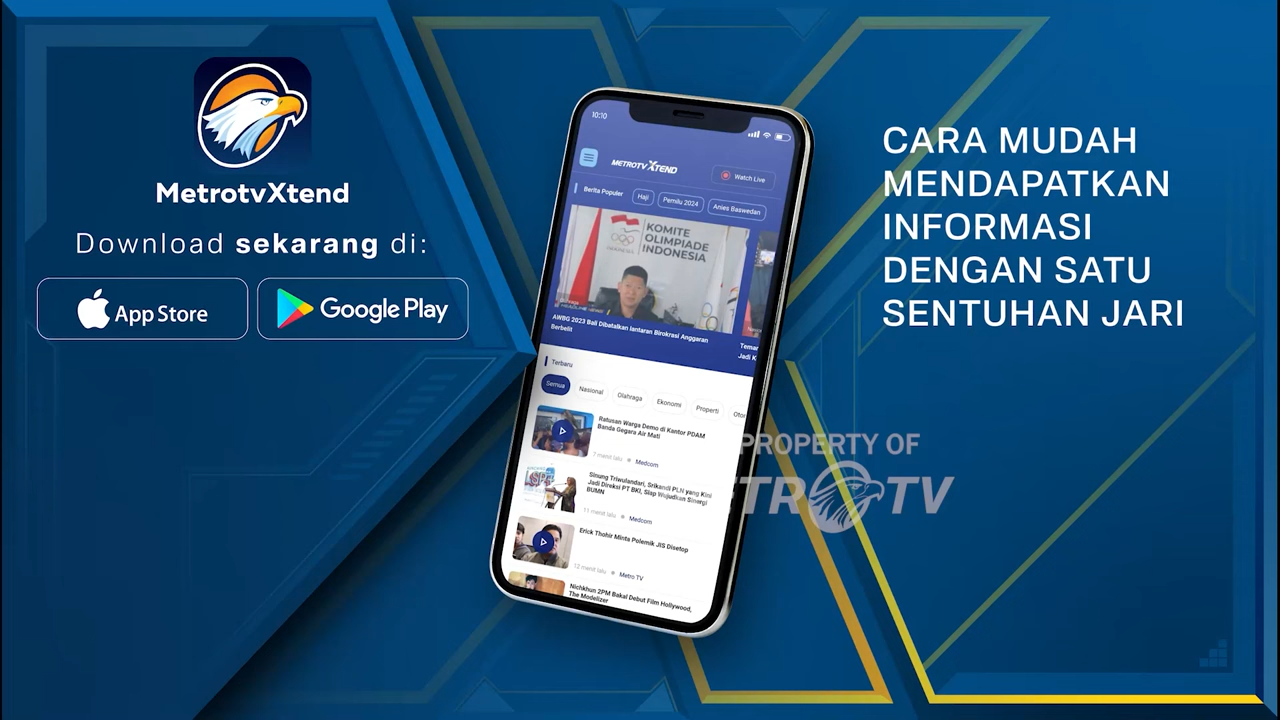 MetrotvXtend
Download sekarang di:
App Store
Google Play
10:10
METROTV XTEND
Watch Live
Berita Populer
Haji
Pemilu 2024
Anies Baswedan
KOMITE
OLIMPIADE
INDONESIA
AWBG 2023 Bali Dibatalkan lantaran Birokrasi Anggaran
Berbelit
Teman
Jadi K
Terbaru
Semua
Nasional
Olahraga
Ekonomi
Properti
Otor
Ratusan Warga Demo di Kantor PDAM
Banda Gegara Air Mati
7 menit lalu
Medcom
Sinung Triwulandari, Srikandi PLN yang Kini
Jadi Direksi PT BKI, Siap Wujudkan Sinergi
BUMN
11 menit lalu
Medcom
Erick Thohir Minta Polemik JIS Disetop
12 menit lalu
Metro TV
Nichkhun 2PM Bakal Debut Film Hollywood,
The Modelizer
CARA MUDAH
MENDAPATKAN
INFORMASI
DENGAN SATU
SENTUHAN JARI
PROPERTY OF
TR TV